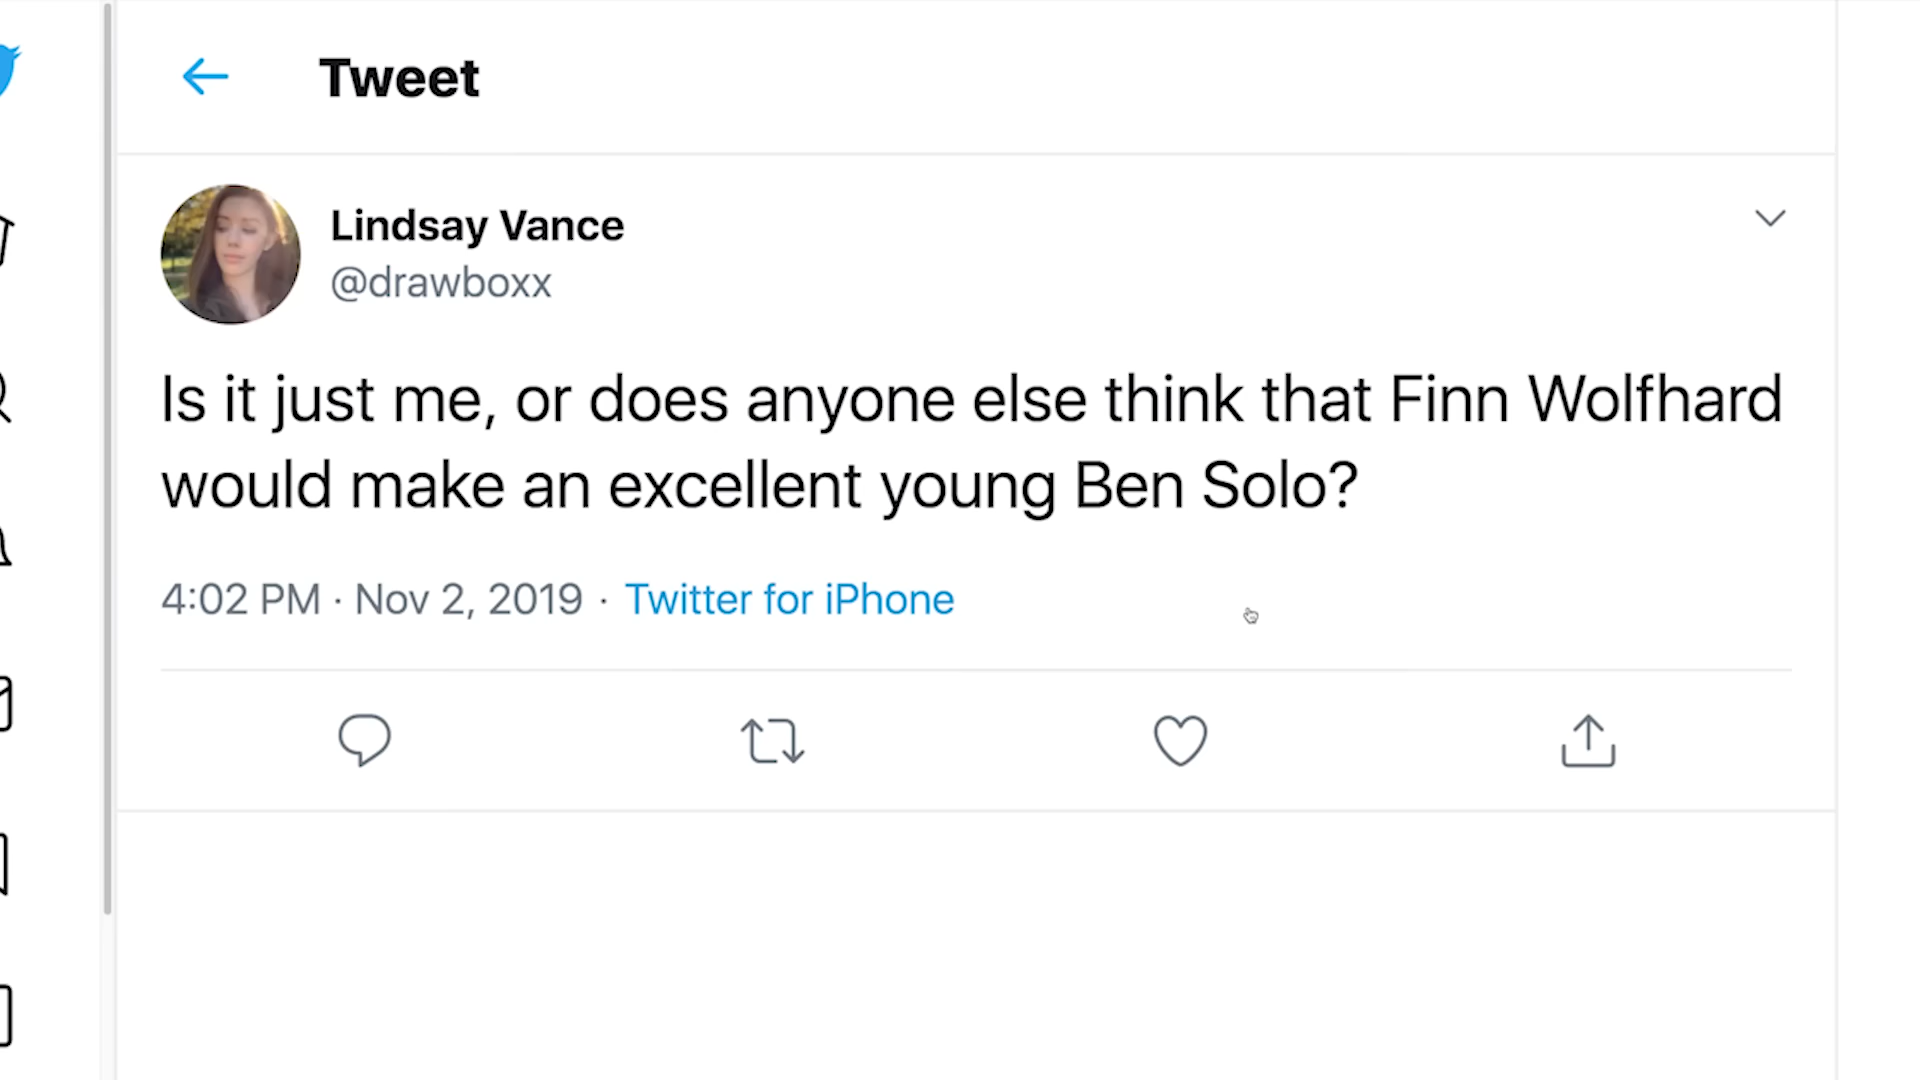 Tweet
Lindsay Vance
@drawboxx
Is it just me, or does anyone else think that Finn Wolfhard
would make an excellent young Ben Solo?
4:02 PM · Nov 2, 2019 · Twitter for iPhone